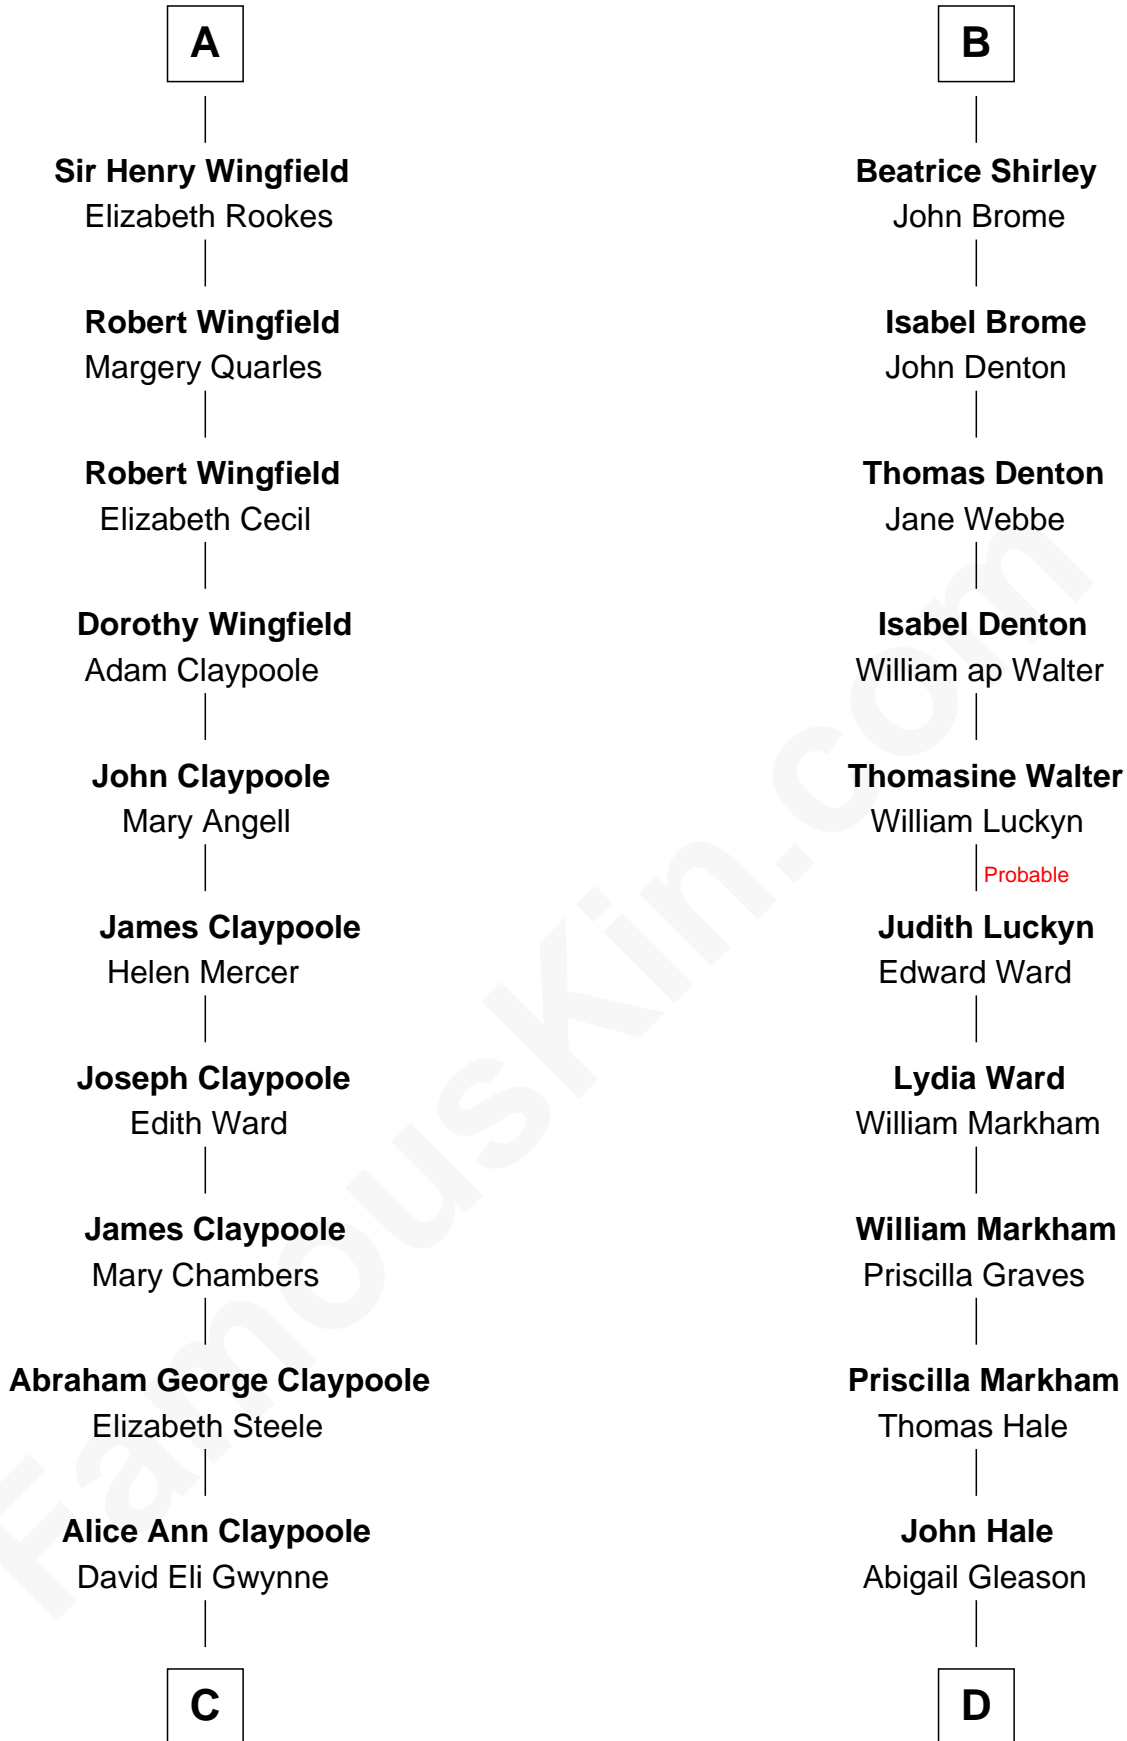 A
Sir Henry Wingfield
Elizabeth Rookes
Robert Wingfield
Margery Quarles
Robert Wingfield
Elizabeth Cecil
Dorothy Wingfield
Adam Claypoole
John Claypoole
Mary Angell
James Claypoole
Helen Mercer
Joseph Claypoole
Edith Ward
James Claypoole
Mary Chambers
Abraham George Claypoole
Elizabeth Steele
Alice Ann Claypoole
David Eli Gwynne
C
B
Beatrice Shirley
John Brome
Isabel Brome
John Denton
Thomas Denton
Jane Webbe
Isabel Denton
William ap Walter
Thomasine Walter
William Luckyn
Probable
Judith Luckyn
Edward Ward
Lydia Ward
William Markham
William Markham
Priscilla Graves
Priscilla Markham
Thomas Hale
John Hale
Abigail Gleason
D
FamousKin.com